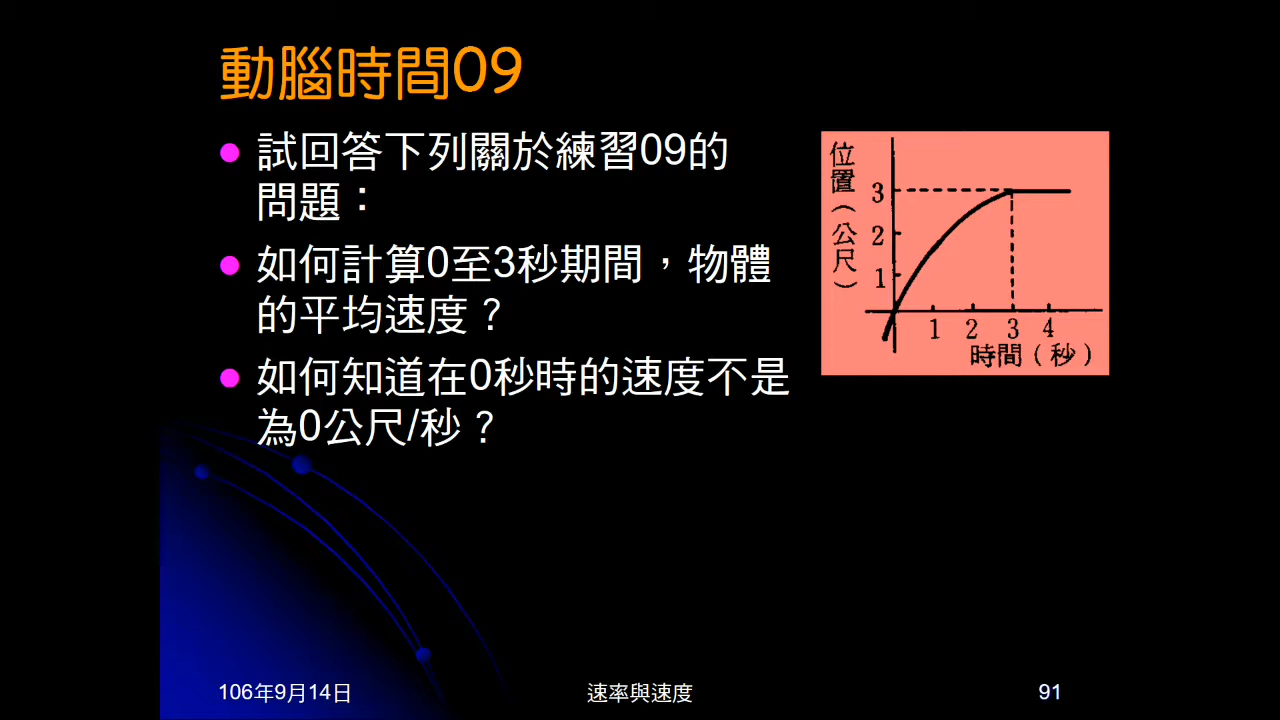 動腦時間09
試回答下列關於練習09的
問題：
如何計算0至3秒期間，物體
的平均速度？
如何知道在0秒時的速度不是
為0公尺/秒？
位置（公尺）
3
2
1
1 2 3 4
時間（秒）
106年9月14日
速率與速度
91